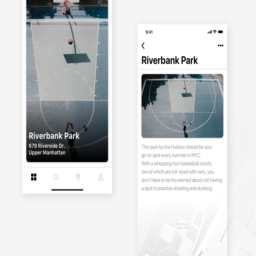 Riverbank Park
679 Riverside Dr,
Upper Manhattan
9:41
Riverbank Park
This park by the Hudson should be your
go-to spot every summer in NYC.
With a whopping four basketball courts,
two of which are full-sized with nets, you
don't have to be too worried about not having
a spot to practice shooting and dunking.